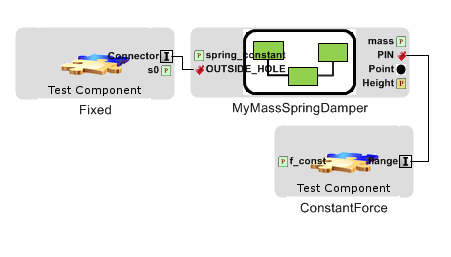 Connector
s0
P
Test Component
Fixed
P
spring_constant
OUTSIDE_HOLE
mass
P
PIN
Point
Height
P
MyMassSpringDamper
P
f_const
flange
Test Component
ConstantForce